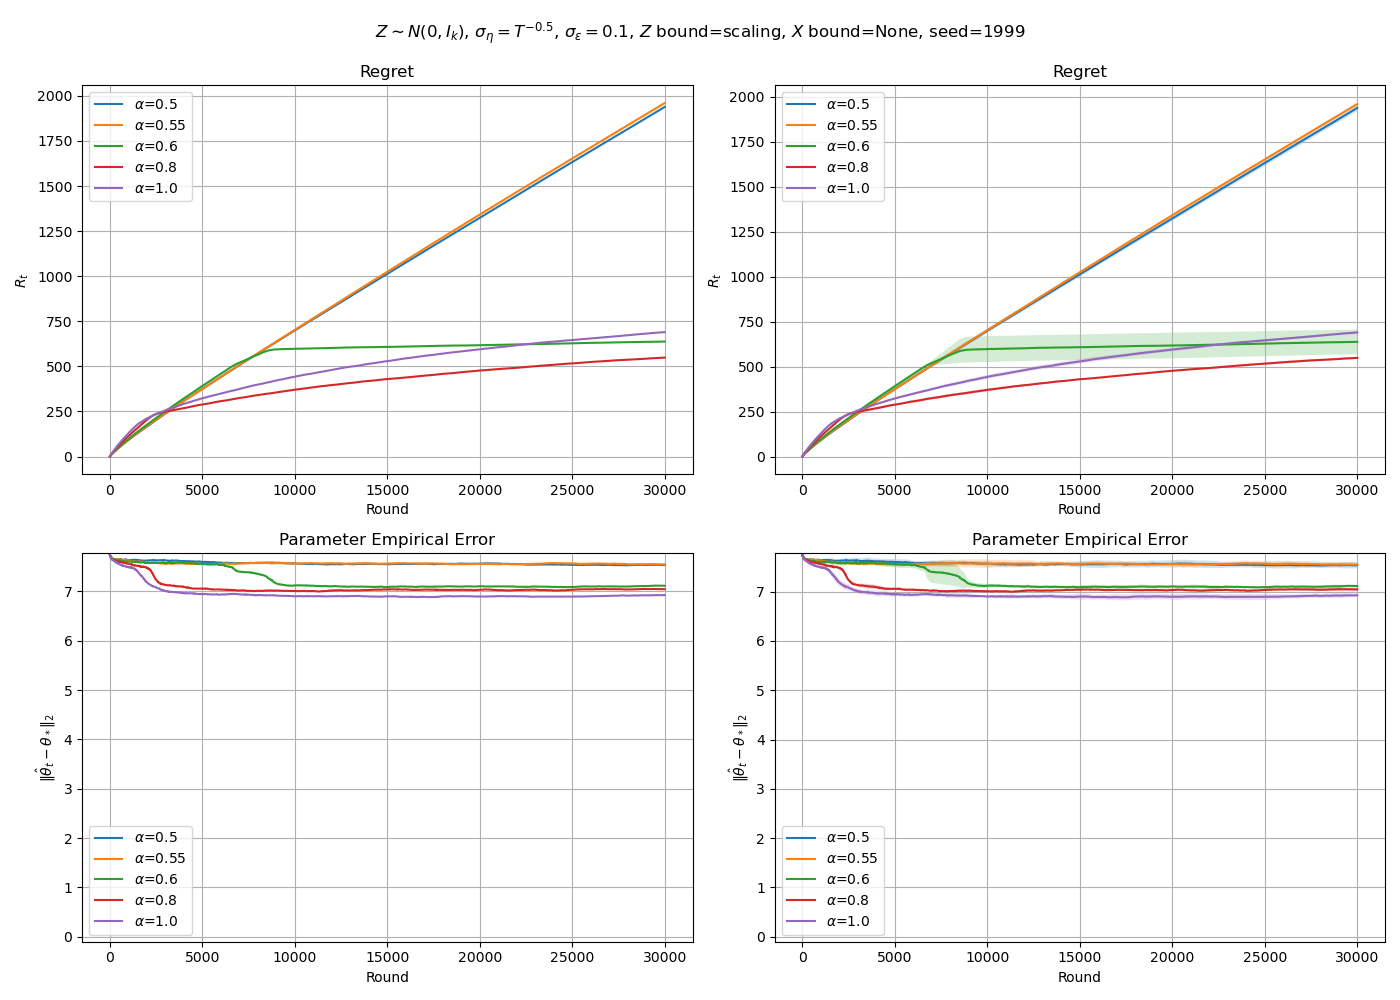 Z ~ N(0, I_k), σ_η = T^{-0.5}, σ_ε = 0.1, Z bound=scaling, X bound=None, seed=1999
Regret
2000
1750
1500
1250
1000
750
500
250
0
R_t
α=0.5
α=0.55
α=0.6
α=0.8
α=1.0
0 5000 10000 15000 20000 25000 30000
Round
Regret
2000
1750
1500
1250
1000
750
500
250
0
R_t
α=0.5
α=0.55
α=0.6
α=0.8
α=1.0
0 5000 10000 15000 20000 25000 30000
Round
Parameter Empirical Error
7
6
5
4
3
2
1
0
‖θ̂_t − θ_*‖_2
α=0.5
α=0.55
α=0.6
α=0.8
α=1.0
0 5000 10000 15000 20000 25000 30000
Round
Parameter Empirical Error
7
6
5
4
3
2
1
0
‖θ̂_t − θ_*‖_2
α=0.5
α=0.55
α=0.6
α=0.8
α=1.0
0 5000 10000 15000 20000 25000 30000
Round